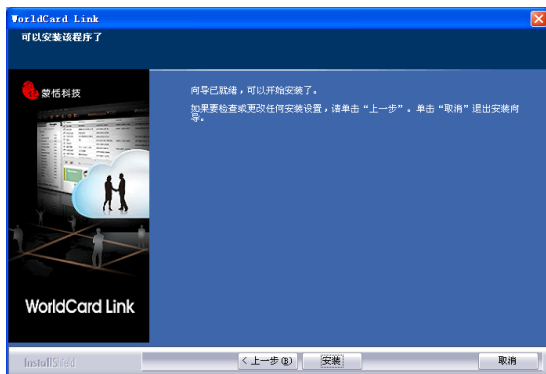 WorldCard Link
可以安装该程序了
蒙恬科技
向导已就绪，可以开始安装了。
如果要检查或更改任何安装设置，请单击“上一步”。单击“取消”退出安装向
导。
WorldCard Link
InstallShield
< 上一步(B)
安装
取消